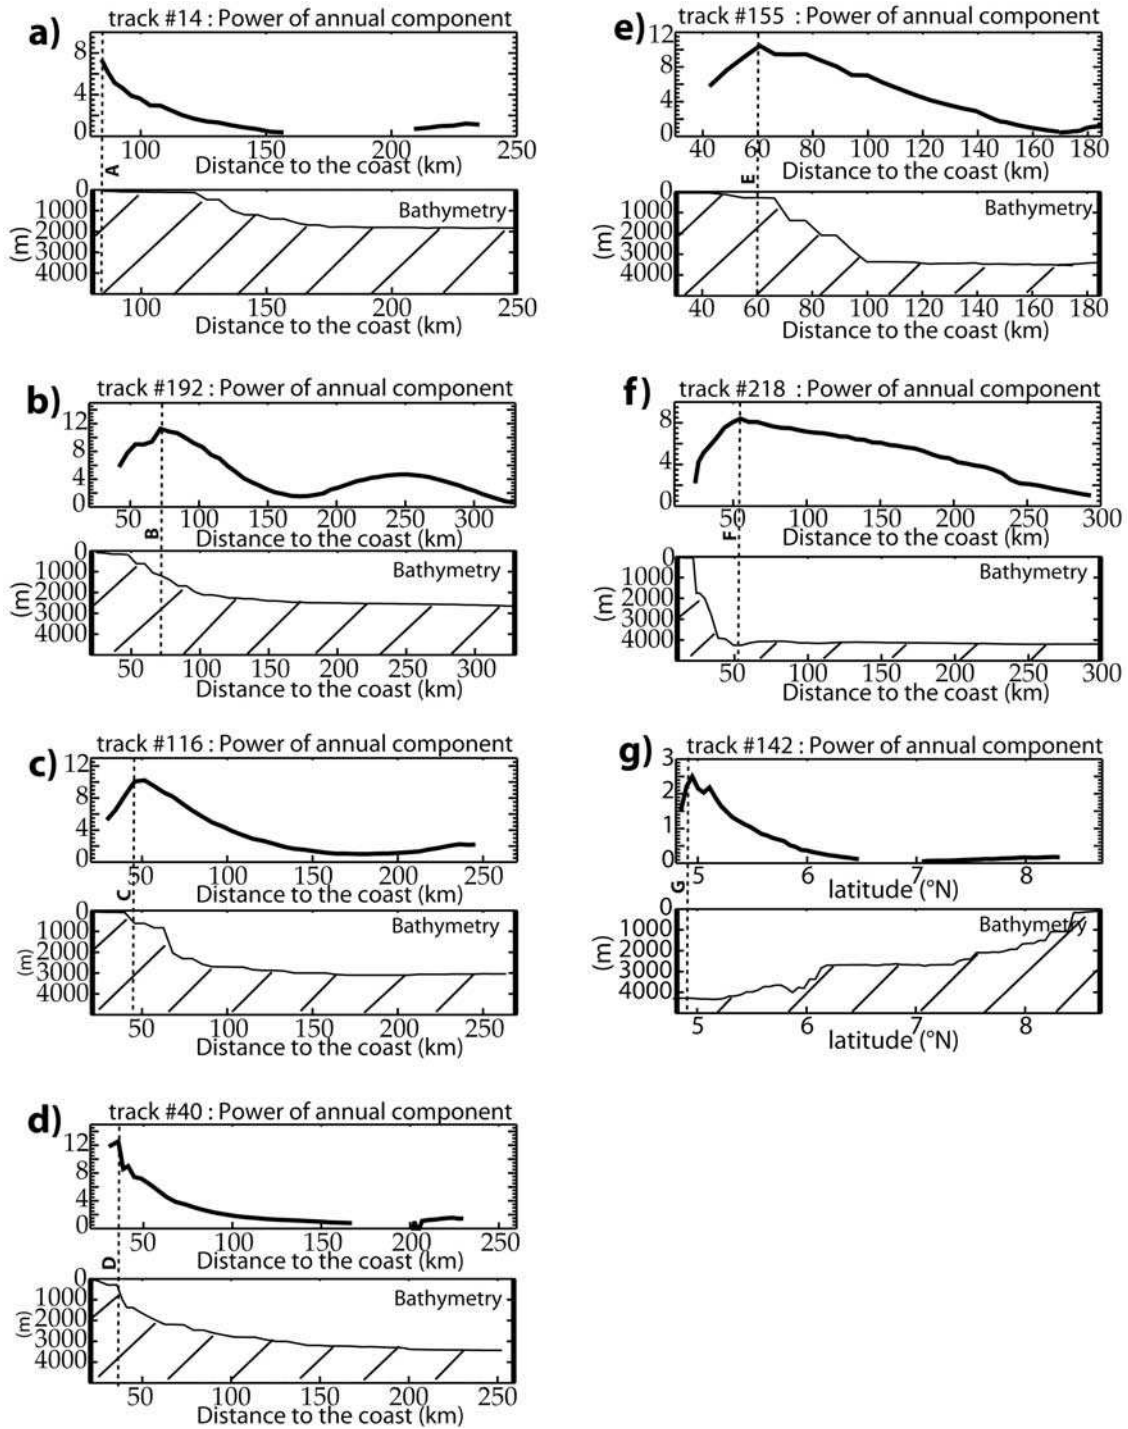 a) track #14 : Power of annual component
8
4
0
100 150 200 250
Distance to the coast (km)
A
0
1000
2000
3000
4000
(m)
Bathymetry
100 150 200 250
Distance to the coast (km)
b) track #192 : Power of annual component
12
8
4
0
50 100 150 200 250 300
Distance to the coast (km)
B
0
1000
2000
3000
4000
(m)
Bathymetry
50 100 150 200 250 300
Distance to the coast (km)
c) track #116 : Power of annual component
12
8
4
0
50 100 150 200 250
Distance to the coast (km)
C
0
1000
2000
3000
4000
(m)
Bathymetry
50 100 150 200 250
Distance to the coast (km)
d) track #40 : Power of annual component
12
8
4
0
50 100 150 200 250
Distance to the coast (km)
D
0
1000
2000
3000
4000
(m)
Bathymetry
50 100 150 200 250
Distance to the coast (km)
e) track #155 : Power of annual component
12
8
4
0
40 60 80 100 120 140 160 180
Distance to the coast (km)
E
0
1000
2000
3000
4000
(m)
Bathymetry
40 60 80 100 120 140 160 180
Distance to the coast (km)
f) track #218 : Power of annual component
8
4
0
50 100 150 200 250 300
Distance to the coast (km)
F
0
1000
2000
3000
4000
(m)
Bathymetry
50 100 150 200 250 300
Distance to the coast (km)
g) track #142 : Power of annual component
3
2
1
0
5 6 7 8
latitude (°N)
G
0
1000
2000
3000
4000
(m)
Bathymetry
5 6 7 8
latitude (°N)